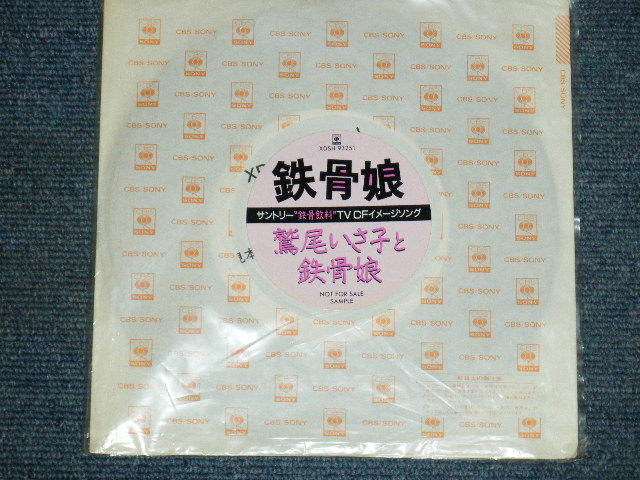 CBS SONY
XDSH 93251
鉄骨娘
サントリー"鉄骨飲料"TV CFイメージソング
鷲尾いさ子と
鉄骨娘
NOT FOR SALE
SAMPLE